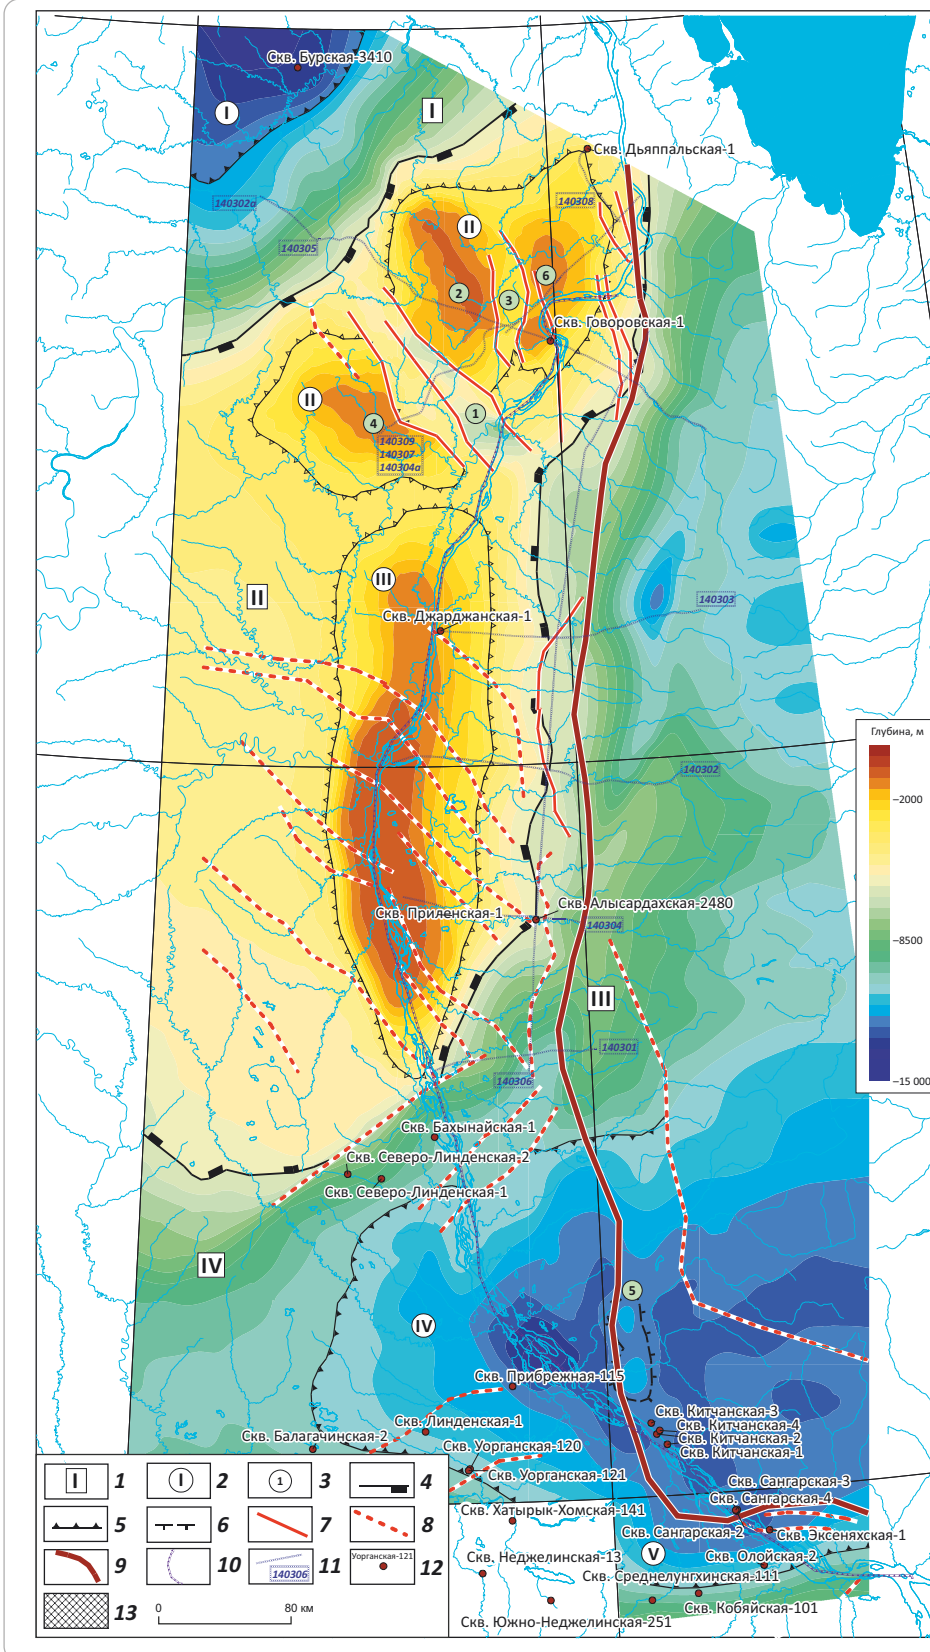 Скв. Бурская-3410
I
I
Скв. Дьяппальская-1
140302а
140308
II
140305
6
2
3
Скв. Говоровская-1
II
1
4
140309
140307
140304а
III
II
140303
Скв. Джарджанская-1
Глубина, м
140302
–2000
Скв. Алысардахская-2480
Скв. Приленская-1
140304
–8500
III
140301
140306
–15 000
Скв. Бахынайская-1
Скв. Северо-Линденская-2
Скв. Северо-Линденская-1
IV
5
IV
Скв. Прибрежная-115
Скв. Китчанская-3
Скв. Китчанская-4
Скв. Китчанская-2
Скв. Китчанская-1
Скв. Линденская-1
Скв. Балагачинская-2
Скв. Уорганская-120
Скв. Уорганская-121
Скв. Сангарская-3
Скв. Сангарская-4
Скв. Хатырык-Хомская-141
Скв. Сангарская-2
Скв. Эксеняхская-1
V
Скв. Неджелинская-13
Скв. Олойская-2
Скв. Среднелунгхинская-111
Скв. Кобяйская-101
Скв. Южно-Неджелинская-251
I 1
I 2
1 3
4
5
6
7
8
9
10
140306 11
Уорганская-121 12
13
0 80 км